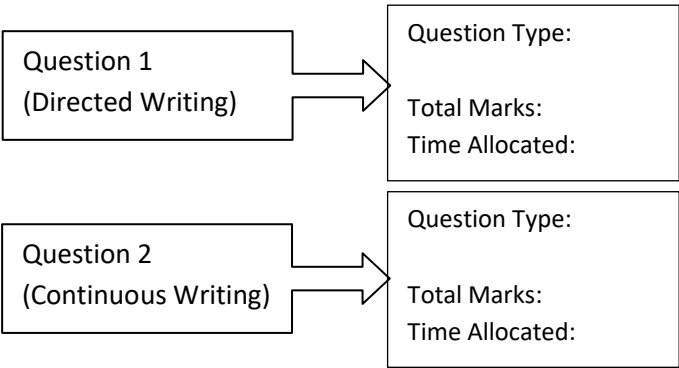 Question 1
(Directed Writing)
Question Type:
Total Marks:
Time Allocated:
Question 2
(Continuous Writing)
Question Type:
Total Marks:
Time Allocated: